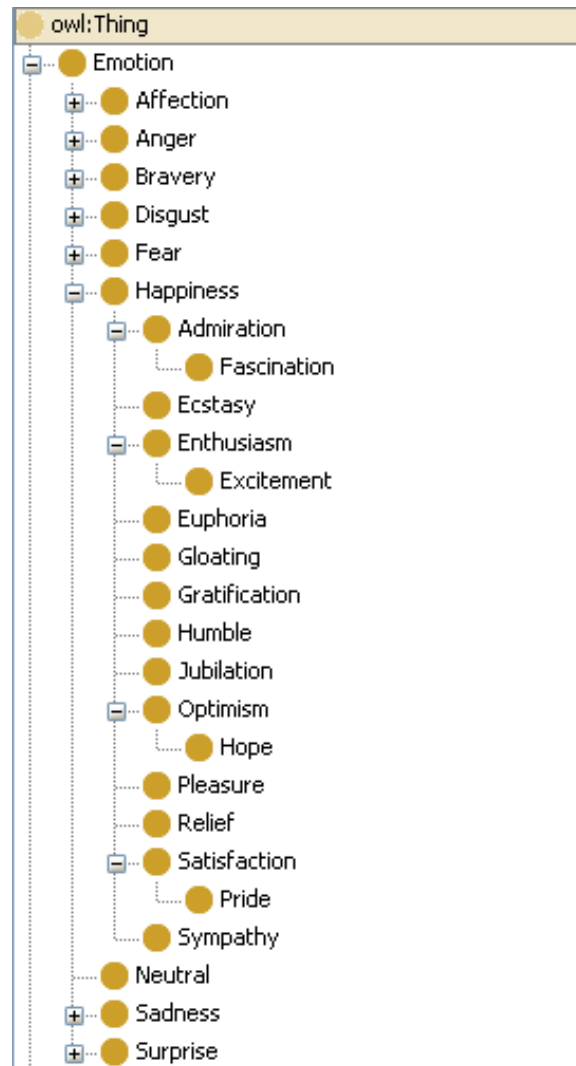 owl:Thing
Emotion
Affection
Anger
Bravery
Disgust
Fear
Happiness
Admiration
Fascination
Ecstasy
Enthusiasm
Excitement
Euphoria
Gloating
Gratification
Humble
Jubilation
Optimism
Hope
Pleasure
Relief
Satisfaction
Pride
Sympathy
Neutral
Sadness
Surprise